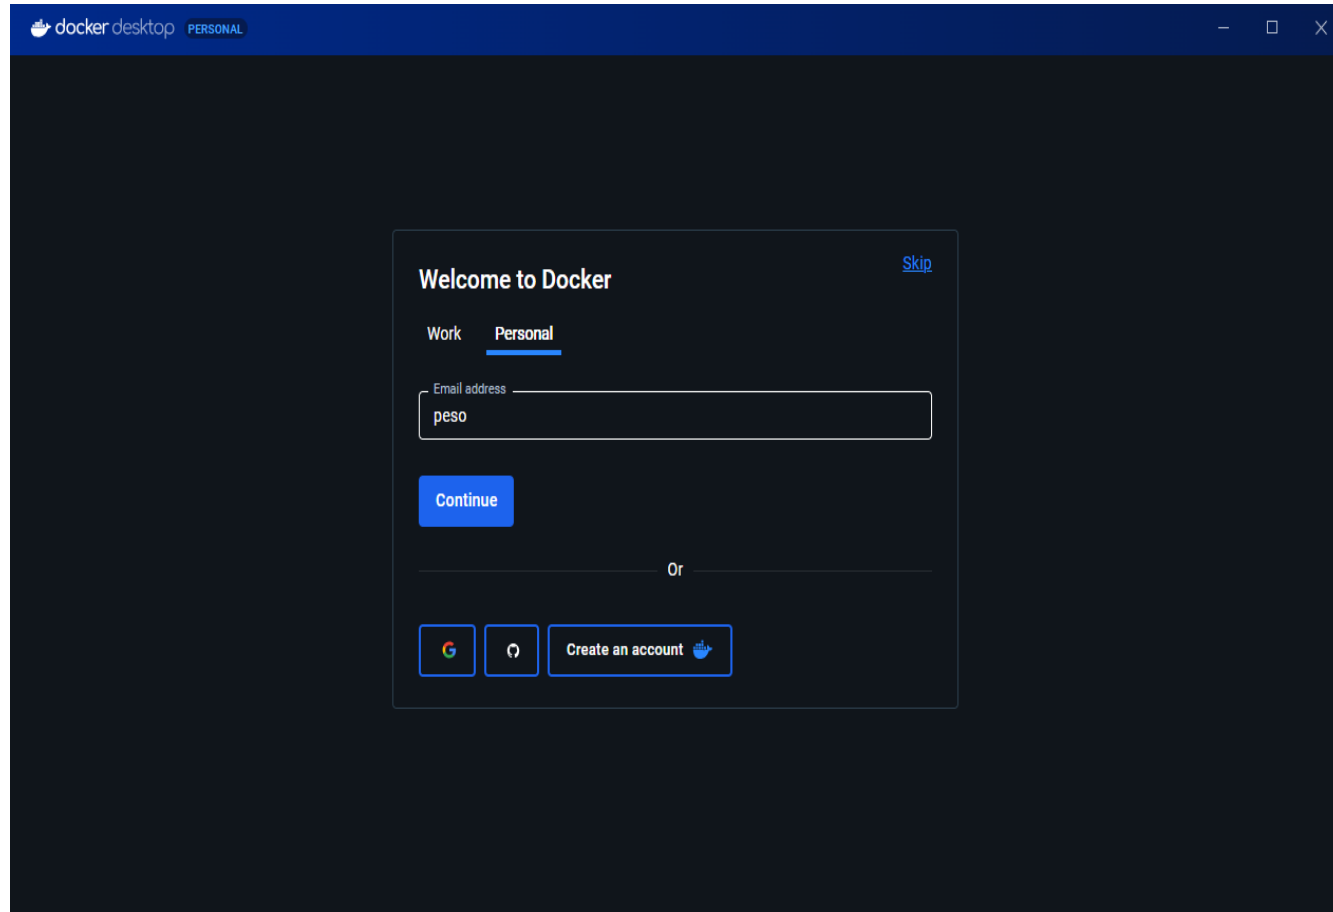 docker desktop PERSONAL
Skip
Welcome to Docker
Work Personal
Email address
peso
Continue
Or
Create an account